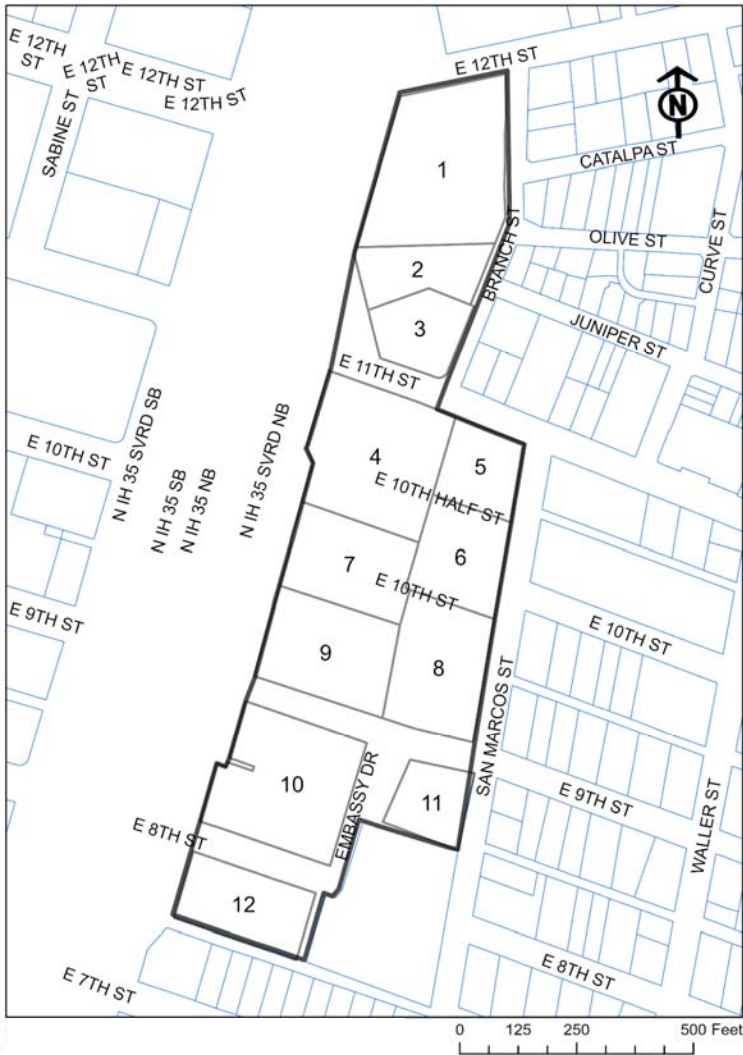 E 12TH
ST
E 12TH
ST
E 12TH ST
E 12TH ST
E 12TH ST
SABINE ST
N
CATALPA ST
1
OLIVE ST
CURVE ST
BRANCH ST
2
3
JUNIPER ST
E 11TH ST
N IH 35 SVRD SB
N IH 35 SB
N IH 35 NB
N IH 35 SVRD NB
E 10TH ST
4
5
E 10TH HALF ST
6
7
E 10TH ST
E 9TH ST
E 10TH ST
9
8
SAN MARCOS ST
10
EMBASSY DR
11
E 9TH ST
WALLER ST
E 8TH ST
12
E 8TH ST
E 7TH ST
0 125 250 500 Feet